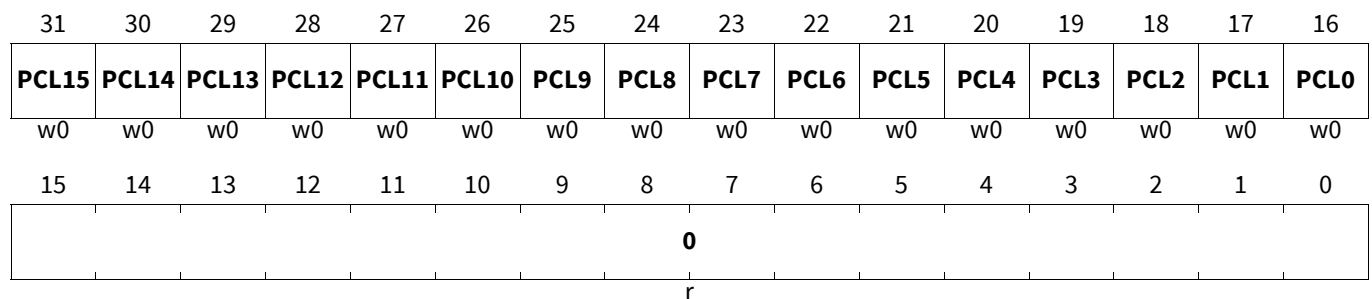 31 30 29 28 27 26 25 24 23 22 21 20 19 18 17 16
PCL15 PCL14 PCL13 PCL12 PCL11 PCL10 PCL9 PCL8 PCL7 PCL6 PCL5 PCL4 PCL3 PCL2 PCL1 PCL0
w0 w0 w0 w0 w0 w0 w0 w0 w0 w0 w0 w0 w0 w0 w0 w0
15 14 13 12 11 10 9 8 7 6 5 4 3 2 1 0
0
r